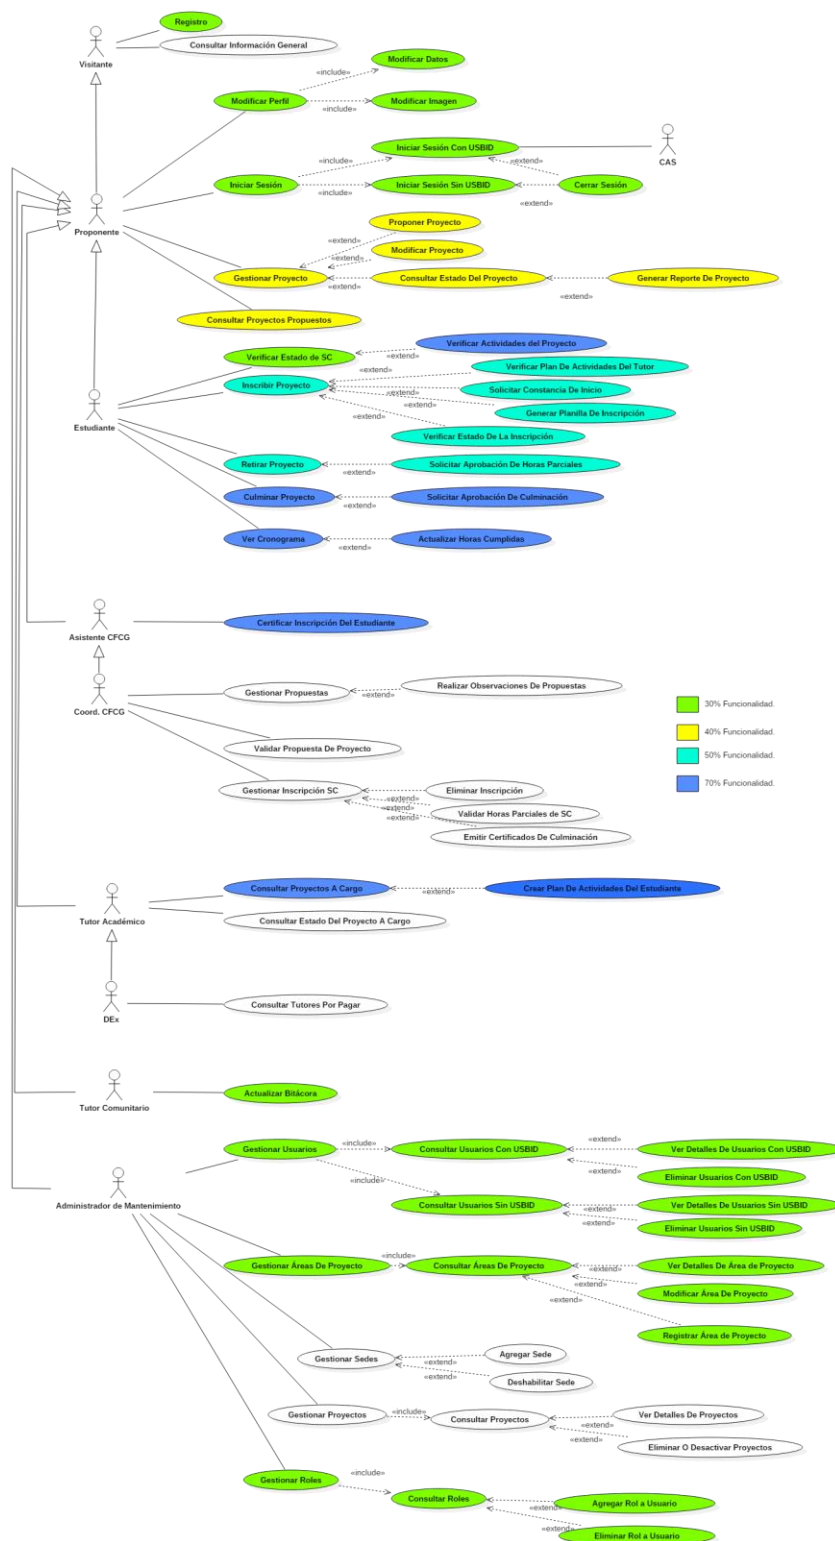 Registro
Consultar Información General
Visitante
Modificar Datos
«include»
Modificar Perfil
Modificar Imagen
«include»
Iniciar Sesión Con USBID
CAS
«include»
«extend»
Iniciar Sesión
Iniciar Sesión Sin USBID
Cerrar Sesión
«include»
«extend»
Proponente
Proponer Proyecto
«extend»
Modificar Proyecto
«extend»
Gestionar Proyecto
Consultar Estado Del Proyecto
Generar Reporte De Proyecto
«extend»
«extend»
Consultar Proyectos Propuestos
Verificar Actividades del Proyecto
Verificar Estado de SC
«extend»
Verificar Plan De Actividades Del Tutor
«extend»
Inscribir Proyecto
Solicitar Constancia De Inicio
«extend»
«extend»
Generar Planilla De Inscripción
«extend»
Estudiante
Verificar Estado De La Inscripción
Retirar Proyecto
Solicitar Aprobación De Horas Parciales
«extend»
Culminar Proyecto
Solicitar Aprobación De Culminación
«extend»
Ver Cronograma
Actualizar Horas Cumplidas
«extend»
Certificar Inscripción Del Estudiante
Asistente CFCG
Gestionar Propuestas
Realizar Observaciones De Propuestas
«extend»
Coord. CFCG
30% Funcionalidad.
40% Funcionalidad.
50% Funcionalidad.
70% Funcionalidad.
Validar Propuesta De Proyecto
Gestionar Inscripción SC
Eliminar Inscripción
«extend»
«extend»
Validar Horas Parciales de SC
«extend»
Emitir Certificados De Culminación
Consultar Proyectos A Cargo
Crear Plan De Actividades Del Estudiante
«extend»
Tutor Académico
Consultar Estado Del Proyecto A Cargo
Consultar Tutores Por Pagar
DEx
Actualizar Bitácora
Tutor Comunitario
Gestionar Usuarios
«include»
Consultar Usuarios Con USBID
«extend»
Ver Detalles De Usuarios Con USBID
«extend»
Eliminar Usuarios Con USBID
«include»
Administrador de Mantenimiento
Consultar Usuarios Sin USBID
Ver Detalles De Usuarios Sin USBID
«extend»
«extend»
Eliminar Usuarios Sin USBID
Gestionar Áreas De Proyecto
«include»
Consultar Áreas De Proyecto
Ver Detalles De Área de Proyecto
«extend»
«extend»
Modificar Área De Proyecto
«extend»
Registrar Área de Proyecto
Gestionar Sedes
Agregar Sede
«extend»
«extend»
Deshabilitar Sede
Gestionar Proyectos
«include»
Consultar Proyectos
Ver Detalles De Proyectos
«extend»
«extend»
Eliminar O Desactivar Proyectos
Gestionar Roles
«include»
Consultar Roles
Agregar Rol a Usuario
«extend»
«extend»
Eliminar Rol a Usuario